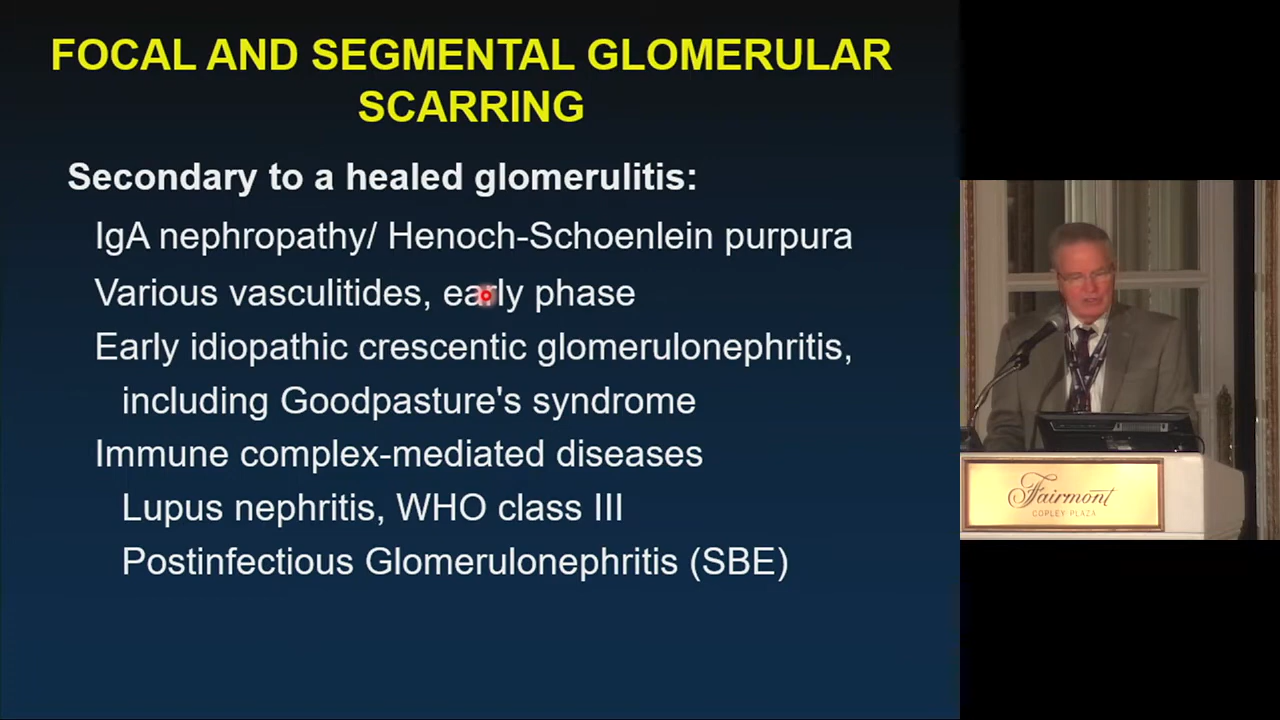 FOCAL AND SEGMENTAL GLOMERULAR
SCARRING
Secondary to a healed glomerulitis:
IgA nephropathy/ Henoch-Schoenlein purpura
Various vasculitides, early phase
Early idiopathic crescentic glomerulonephritis,
including Goodpasture's syndrome
Immune complex-mediated diseases
Lupus nephritis, WHO class III
Postinfectious Glomerulonephritis (SBE)
Fairmont
COPLEY PLAZA